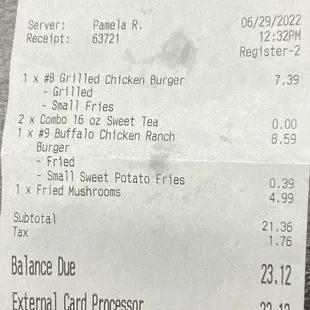 Server: Pamela R. 06/29/2022
Receipt: 63721 12:32PM
Register-2
1 x #8 Grilled Chicken Burger 7.39
- Grilled
- Small Fries
2 x Combo 16 oz Sweet Tea 0.00
1 x #9 Buffalo Chicken Ranch 8.59
Burger
- Fried
- Small Sweet Potato Fries 0.39
1 x Fried Mushrooms 4.99
Subtotal 21.36
Tax 1.76
Balance Due 23.12
External Card Processor 23.12